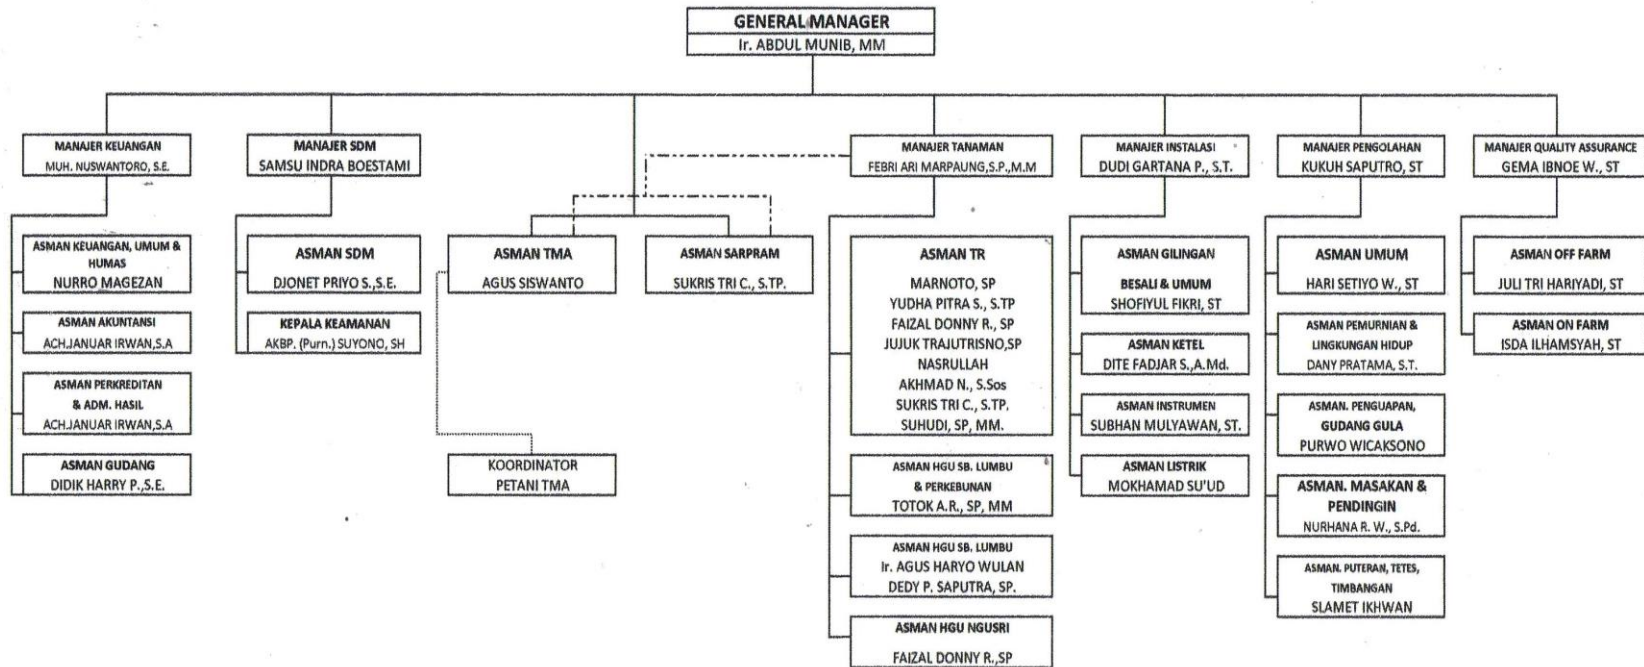 GENERAL MANAGER
Ir. ABDUL MUNIB, MM
MANAJER KEUANGAN
MUH. NUSWANTORO, S.E.
MANAJER SDM
SAMSU INDRA BOESTAMI
MANAJER TANAMAN
FEBRI ARI MARPAUNG,S.P.,M.M
MANAJER INSTALASI
DUDI GARTANA P., S.T.
MANAJER PENGOLAHAN
KUKUH SAPUTRO, ST
MANAJER QUALITY ASSURANCE
GEMA IBNOE W., ST
ASMAN KEUANGAN, UMUM &
HUMAS
NURRO MAGEZAN
ASMAN AKUNTANSI
ACH.JANUAR IRWAN,S.A
ASMAN PERKREDITAN
& ADM. HASIL
ACH.JANUAR IRWAN,S.A
ASMAN GUDANG
DIDIK HARRY P.,S.E.
ASMAN SDM
DJONET PRIYO S.,S.E.
KEPALA KEAMANAN
AKBP. (Purn.) SUYONO, SH
ASMAN TMA
AGUS SISWANTO
KOORDINATOR
PETANI TMA
ASMAN SARPRAM
SUKRIS TRI C., S.TP.
ASMAN TR
MARNOTO, SP
YUDHA PITRA S., S.TP
FAIZAL DONNY R., SP
JUJUK TRAJUTRISNO,SP
NASRULLAH
AKHMAD N., S.Sos
SUKRIS TRI C., S.TP.
SUHUDI, SP, MM.
ASMAN HGU SB. LUMBU
& PERKEBUNAN
TOTOK A.R., SP, MM
ASMAN HGU SB. LUMBU
Ir. AGUS HARYO WULAN
DEDY P. SAPUTRA, SP.
ASMAN HGU NGUSRI
FAIZAL DONNY R.,SP
ASMAN GILINGAN
BESALI & UMUM
SHOFIYUL FIKRI, ST
ASMAN KETEL
DITE FADJAR S.,A.Md.
ASMAN INSTRUMEN
SUBHAN MULYAWAN, ST.
ASMAN LISTRIK
MOKHAMAD SU'UD
ASMAN UMUM
HARI SETIYO W., ST
ASMAN PEMURNIAN &
LINGKUNGAN HIDUP
DANY PRATAMA, S.T.
ASMAN. PENGUAPAN,
GUDANG GULA
PURWO WICAKSONO
ASMAN. MASAKAN &
PENDINGIN
NURHANA R. W., S.Pd.
ASMAN. PUTERAN, TETES,
TIMBANGAN
SLAMET IKHWAN
ASMAN OFF FARM
JULI TRI HARIYADI, ST
ASMAN ON FARM
ISDA ILHAMSYAH, ST